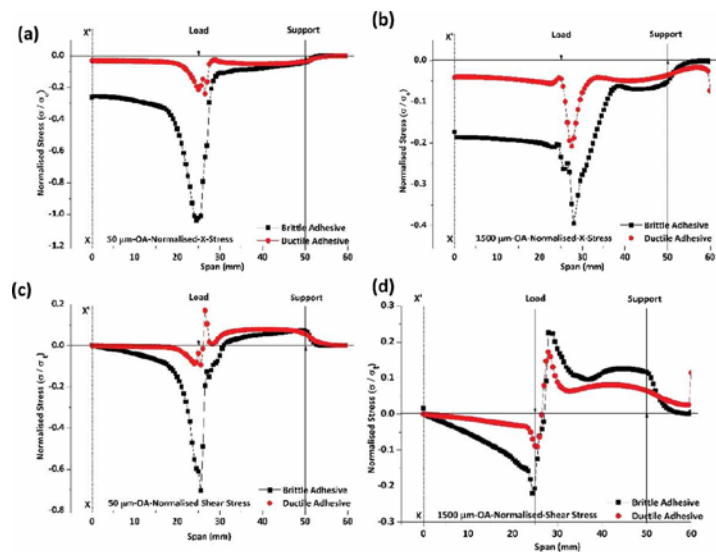 (a)
X'
Load
Support
0.0
-0.2
-0.4
-0.6
-0.8
-1.0
-1.2
Normalised Stress (σ / σ
X
50 μm-OA-Normalised-X-Stress
Brittle Adhesive
Ductile Adhesive
0 10 20 30 40 50 60
Span (mm)
(b)
X'
Load
Support
0.0
-0.1
-0.2
-0.3
-0.4
Normalised Stress (σ / σ
X
1500 μm-OA-Normalised-X-Stress
Brittle Adhesive
Ductile Adhesive
0 10 20 30 40 50 60
Span (mm)
(c)
X'
Load
Support
0.2
0.0
-0.2
-0.4
-0.6
-0.8
Normalised Stress (σ / σ
X
50 μm-OA-Normalised Shear Stress
Brittle Adhesive
Ductile Adhesive
0 10 20 30 40 50 60
Span (mm)
(d)
X'
Load
Support
0.3
0.2
0.1
0.0
-0.1
-0.2
-0.3
Normalised Stress (σ / σ
X
1500 μm-OA-Normalised-Shear Stress
Brittle Adhesive
Ductile Adhesive
0 10 20 30 40 50 60
Span (mm)